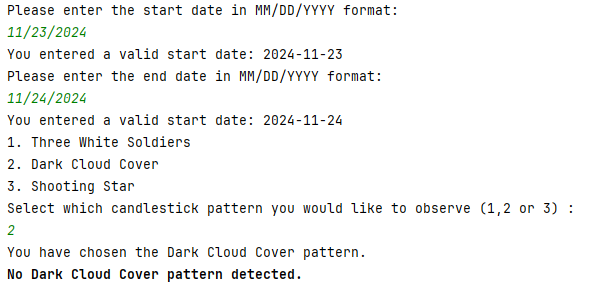 Please enter the start date in MM/DD/YYYY format:
11/23/2024
You entered a valid start date: 2024-11-23
Please enter the end date in MM/DD/YYYY format:
11/24/2024
You entered a valid start date: 2024-11-24
1. Three White Soldiers
2. Dark Cloud Cover
3. Shooting Star
Select which candlestick pattern you would like to observe (1,2 or 3) :
2
You have chosen the Dark Cloud Cover pattern.
No Dark Cloud Cover pattern detected.